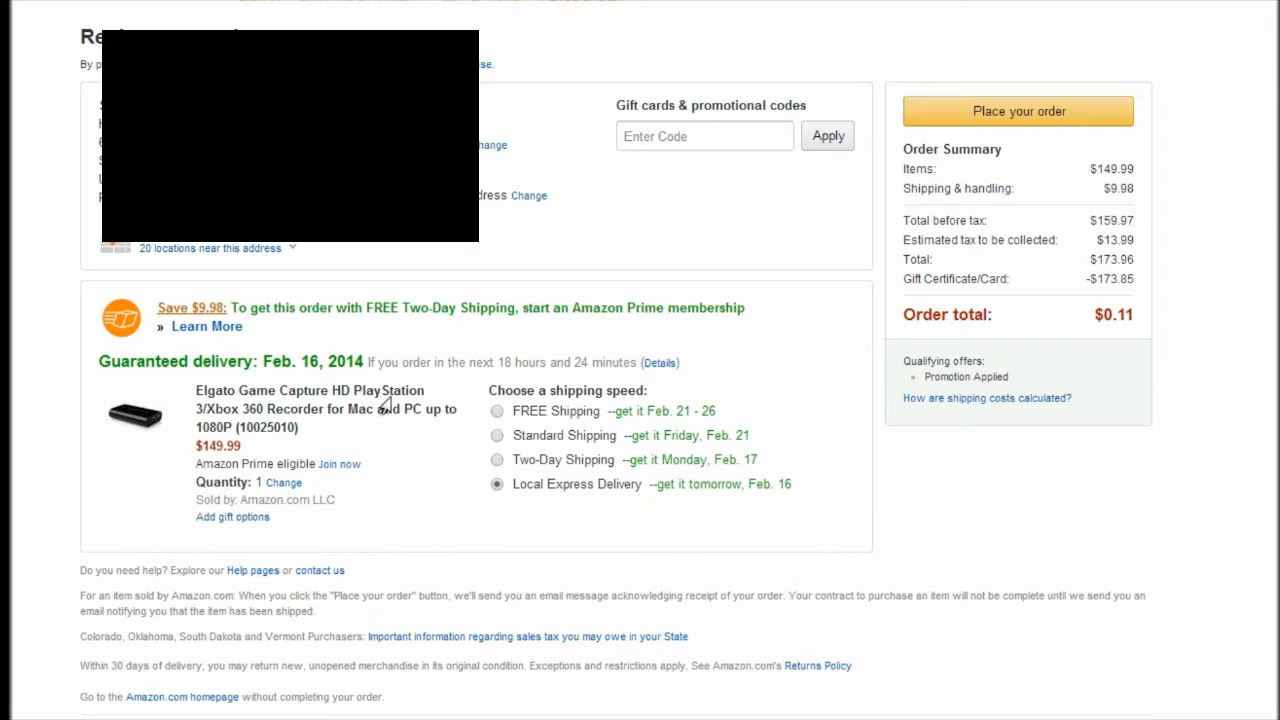 Re
By p se.
Gift cards & promotional codes
Enter Code Apply
hange
dress Change
20 locations near this address
Place your order
Order Summary
Items: $149.99
Shipping & handling: $9.98
Total before tax: $159.97
Estimated tax to be collected: $13.99
Total: $173.96
Gift Certificate/Card: -$173.85
Order total: $0.11
Qualifying offers:
• Promotion Applied
How are shipping costs calculated?
Save $9.98: To get this order with FREE Two-Day Shipping, start an Amazon Prime membership
» Learn More
Guaranteed delivery: Feb. 16, 2014 If you order in the next 18 hours and 24 minutes (Details)
Elgato Game Capture HD PlayStation
3/Xbox 360 Recorder for Mac and PC up to
1080P (10025010)
$149.99
Amazon Prime eligible Join now
Quantity: 1 Change
Sold by: Amazon.com LLC
Add gift options
Choose a shipping speed:
FREE Shipping --get it Feb. 21 - 26
Standard Shipping --get it Friday, Feb. 21
Two-Day Shipping --get it Monday, Feb. 17
Local Express Delivery --get it tomorrow, Feb. 16
Do you need help? Explore our Help pages or contact us
For an item sold by Amazon.com: When you click the "Place your order" button, we'll send you an email message acknowledging receipt of your order. Your contract to purchase an item will not be complete until we send you an
email notifying you that the item has been shipped.
Colorado, Oklahoma, South Dakota and Vermont Purchasers: Important information regarding sales tax you may owe in your State
Within 30 days of delivery, you may return new, unopened merchandise in its original condition. Exceptions and restrictions apply. See Amazon.com's Returns Policy
Go to the Amazon.com homepage without completing your order.